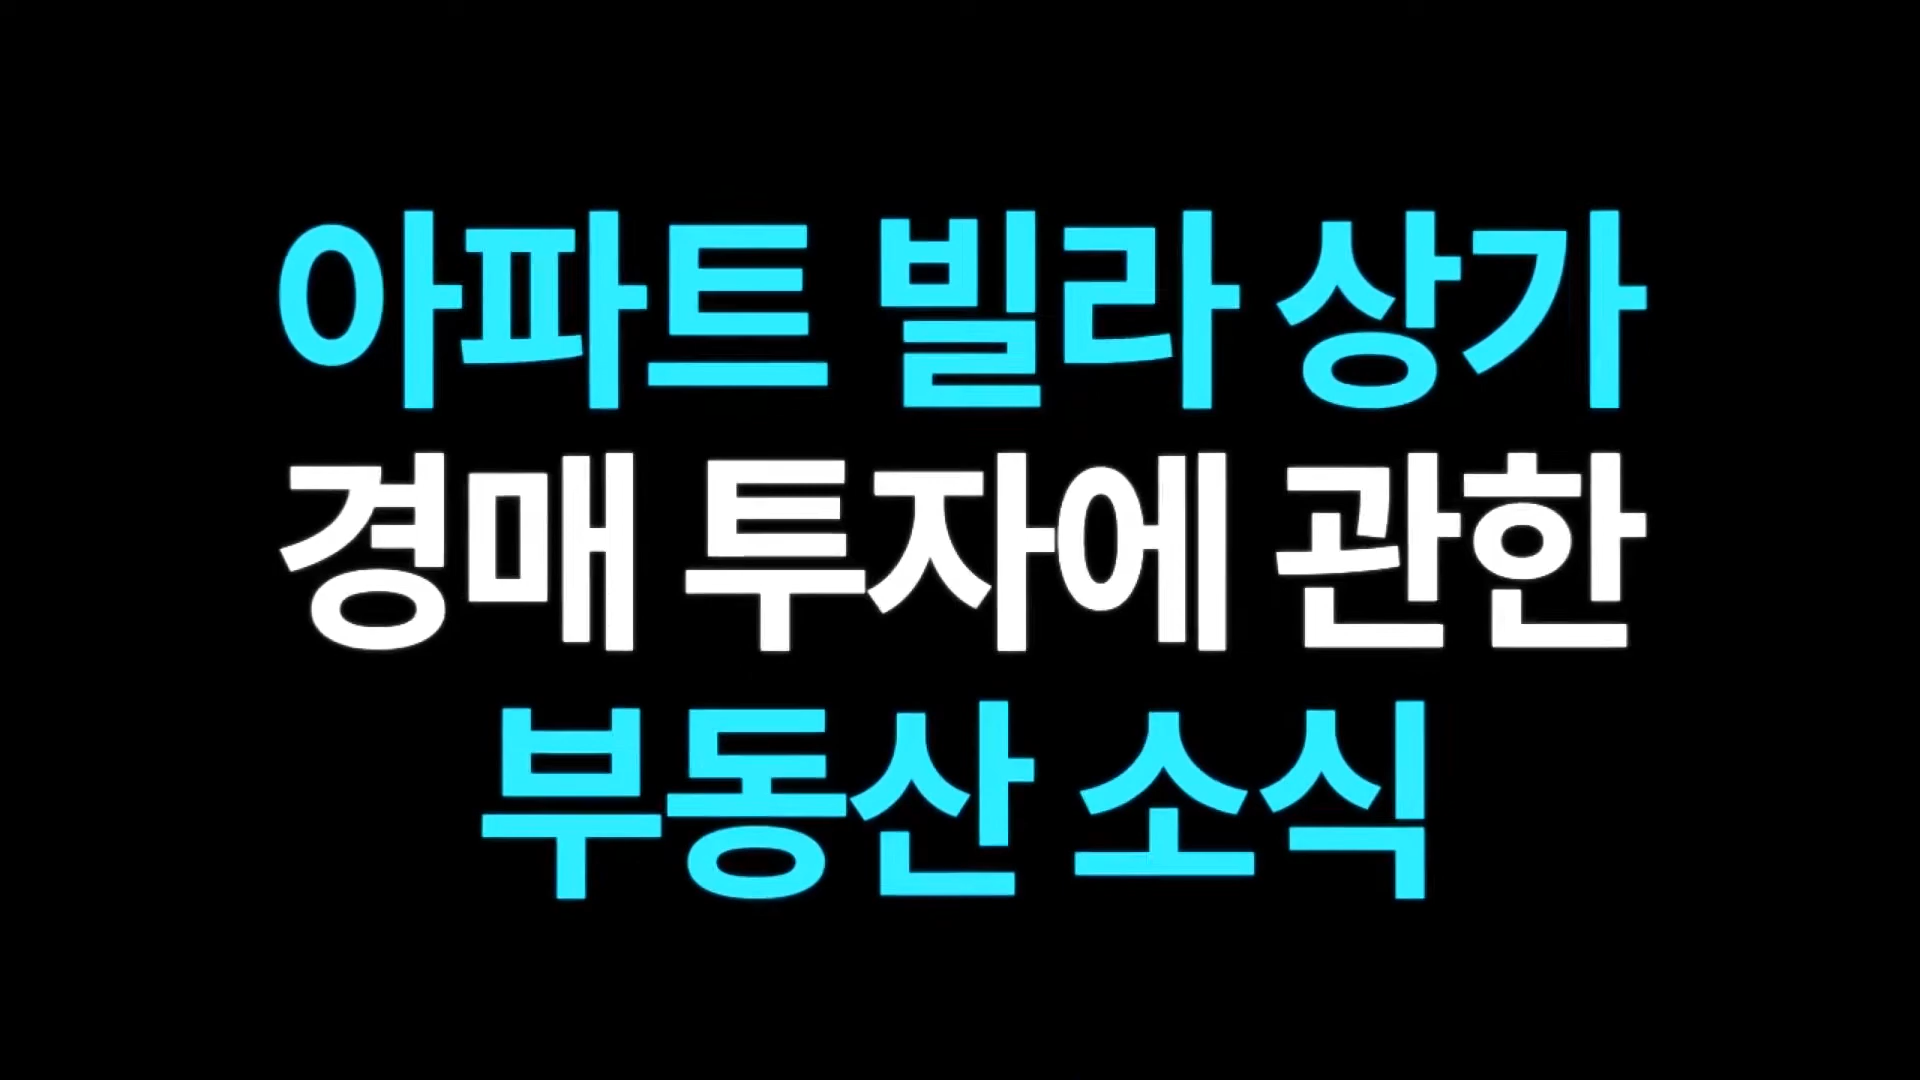 아파트 빌라 상가
경매 투자에 관한
부동산 소식